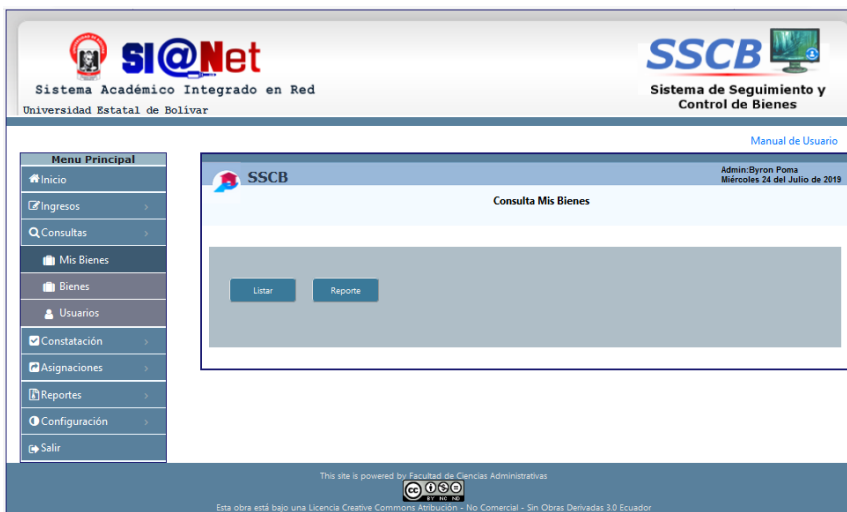 SI@Net
Sistema Académico Integrado en Red
Universidad Estatal de Bolívar
SSCB
Sistema de Seguimiento y
Control de Bienes
Manual de Usuario
Menu Principal
Inicio
Ingresos
Consultas
Mis Bienes
Bienes
Usuarios
Constatación
Asignaciones
Reportes
Configuración
Salir
SSCB
Admin:Byron Poma
Miércoles 24 del Julio de 2019
Consulta Mis Bienes
Listar
Reporte
This site is powered by Facultad de Ciencias Administrativas
cc
BY NC ND
Esta obra está bajo una Licencia Creative Commons Atribución - No Comercial - Sin Obras Derivadas 3.0 Ecuador